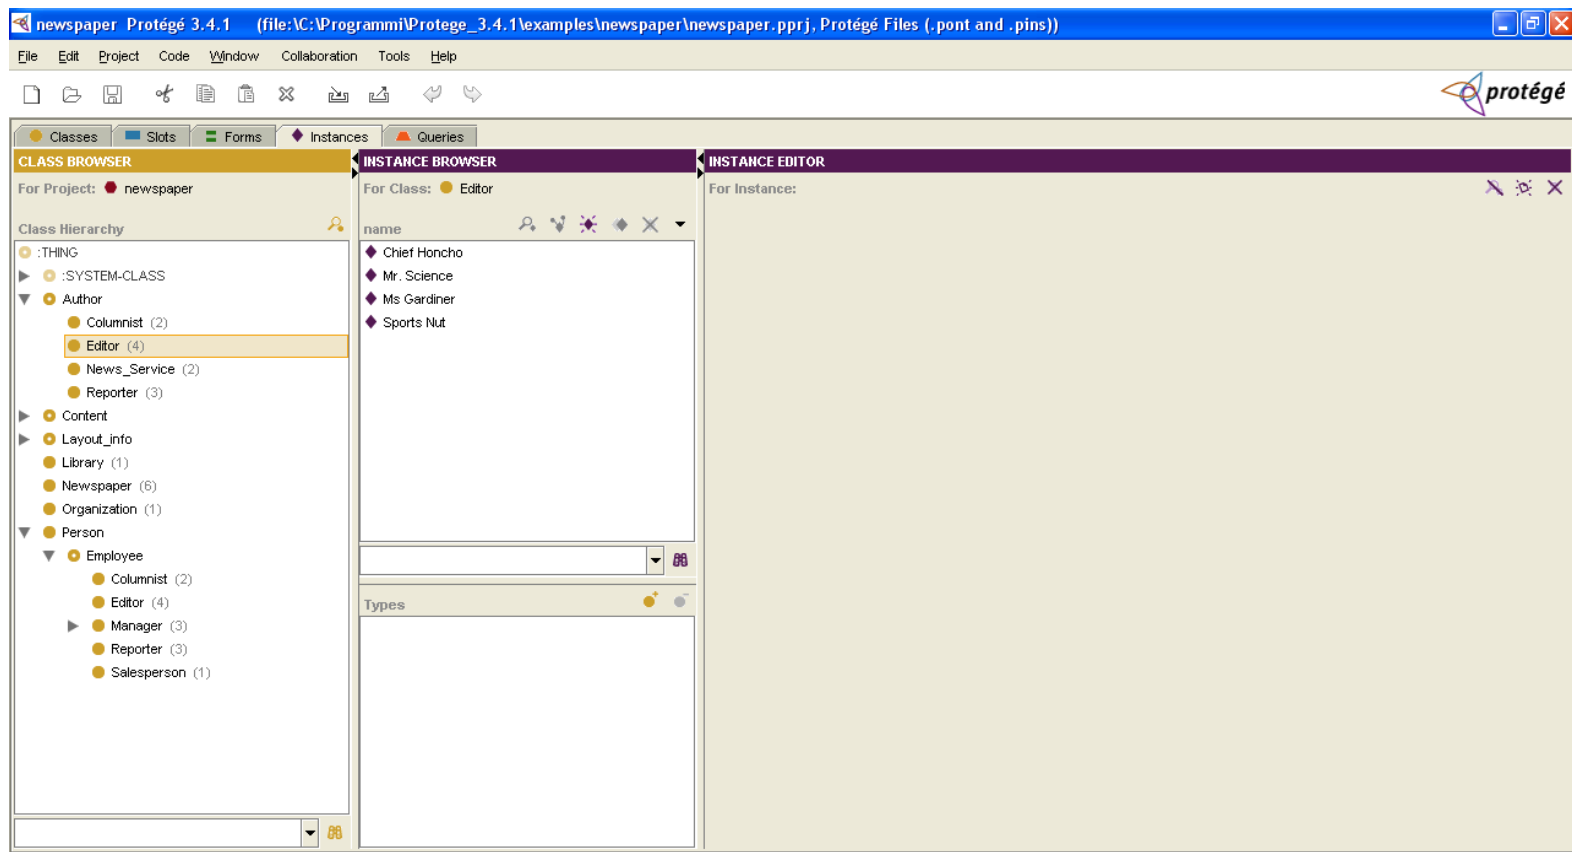 newspaper Protégé 3.4.1 (file:\C:\Programmi\Protege_3.4.1\examples\newspaper\newspaper.pprj, Protégé Files (.pont and .pins))
File Edit Project Code Window Collaboration Tools Help
protégé
Classes Slots Forms Instances Queries
CLASS BROWSER
For Project: newspaper
Class Hierarchy
:THING
:SYSTEM-CLASS
Author
Columnist (2)
Editor (4)
News_Service (2)
Reporter (3)
Content
Layout_info
Library (1)
Newspaper (6)
Organization (1)
Person
Employee
Columnist (2)
Editor (4)
Manager (3)
Reporter (3)
Salesperson (1)
INSTANCE BROWSER
For Class: Editor
name
Chief Honcho
Mr. Science
Ms Gardiner
Sports Nut
Types
INSTANCE EDITOR
For Instance: